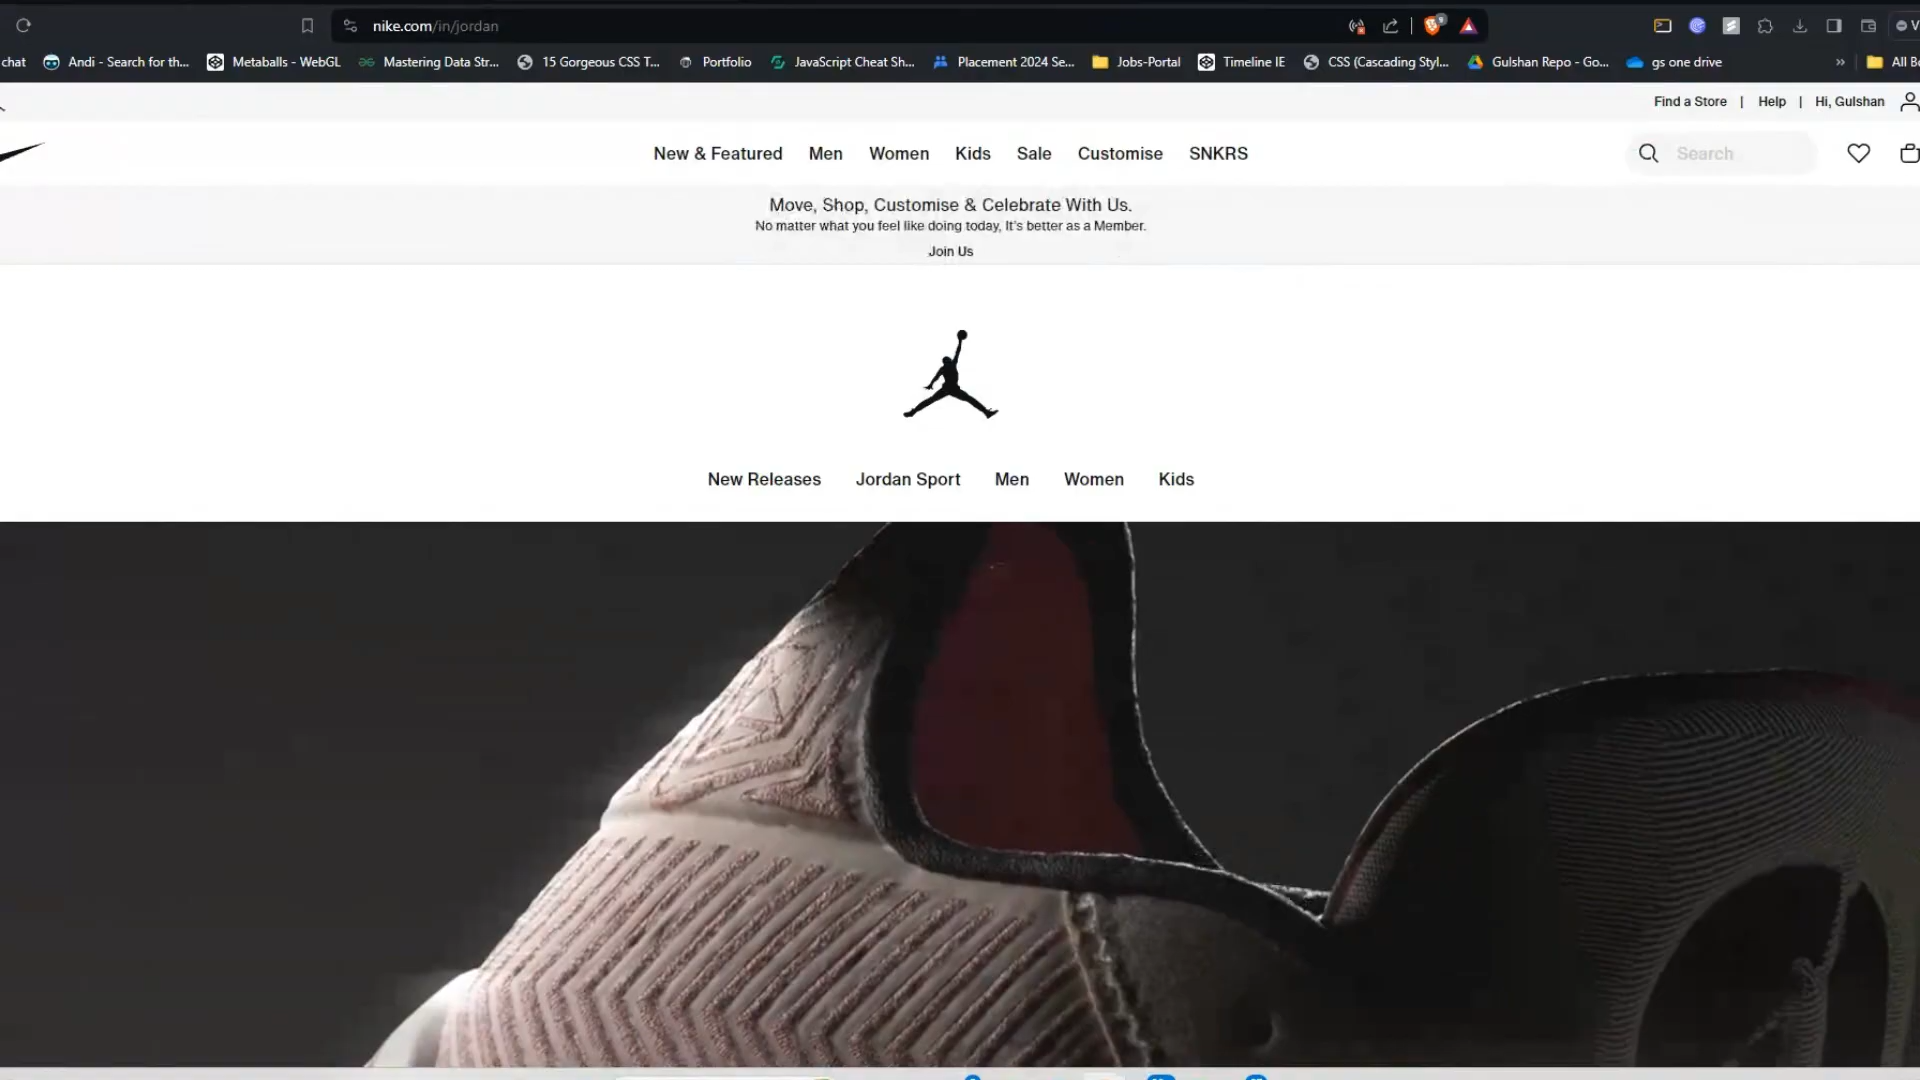 nike.com/in/jordan
9
chat
Andi - Search for th...
Metaballs - WebGL
Mastering Data Str...
15 Gorgeous CSS T...
Portfolio
JavaScript Cheat Sh...
Placement 2024 Se...
Jobs-Portal
Timeline IE
CSS (Cascading Styl...
Gulshan Repo - Go...
gs one drive
»
All Bo
Find a Store | Help | Hi, Gulshan
New & Featured Men Women Kids Sale Customise SNKRS
Search
Move, Shop, Customise & Celebrate With Us.
No matter what you feel like doing today, It's better as a Member.
Join Us
New Releases Jordan Sport Men Women Kids